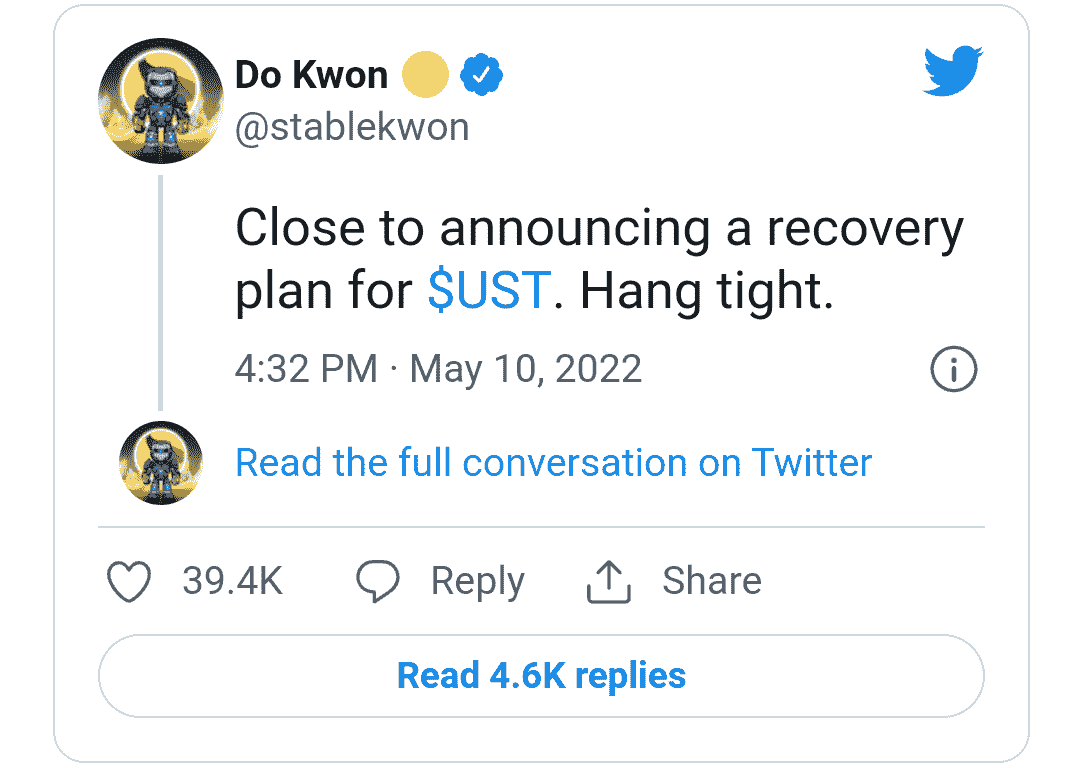 Do Kwon
@stablekwon
Close to announcing a recovery
plan for $UST. Hang tight.
4:32 PM · May 10, 2022
Read the full conversation on Twitter
39.4K Reply Share
Read 4.6K replies